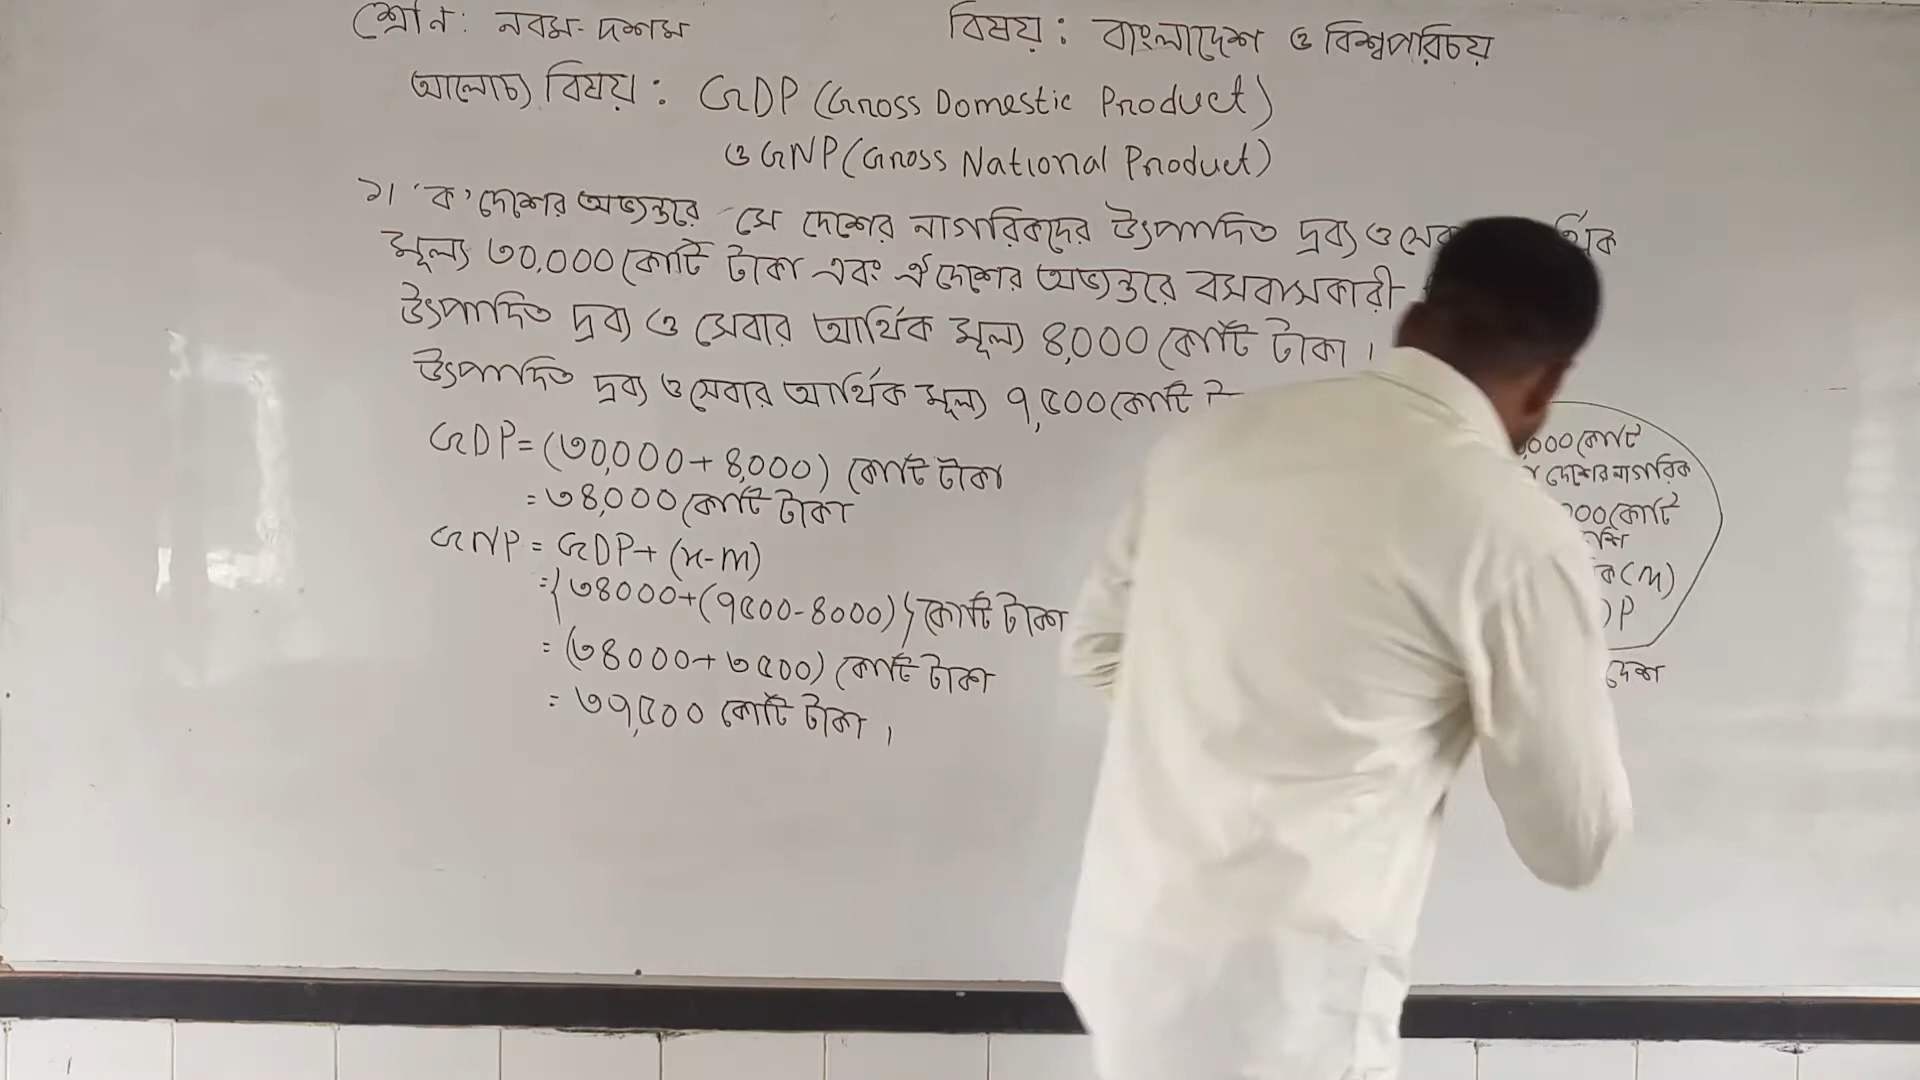 শ্রেণি: নবম-দশম
বিষয়: বাংলাদেশ ও বিশ্বপরিচয়
আলোচ্য বিষয়: GDP (Gross Domestic Product)
ও GNP (Gross National Product)
১। 'ক' দেশের অভ্যন্তরে সে দেশের নাগরিকদের উৎপাদিত দ্রব্য ও
মূল্য ৩০,০০০ কোটি টাকা এবং ঐ দেশের অভ্যন্তরে বসবাসকারী
উৎপাদিত দ্রব্য ও সেবার আর্থিক মূল্য ৪,০০০ কোটি টাকা।
উৎপাদিত দ্রব্য ও সেবার আর্থিক মূল্য ৭,৫০০ কোটি
GDP = (৩০,০০০ + ৪,০০০) কোটি টাকা
= ৩৪,০০০ কোটি টাকা
GNP = GDP + (x-m)
= {৩৪০০০+(৭৫০০-৪০০০)} কোটি টাকা
= (৩৪০০০+৩৫০০) কোটি টাকা
= ৩৭,৫০০ কোটি টাকা।
০০০ কোটি
দেশের নাগরিক
০০ কোটি
(m)
P
দেশ